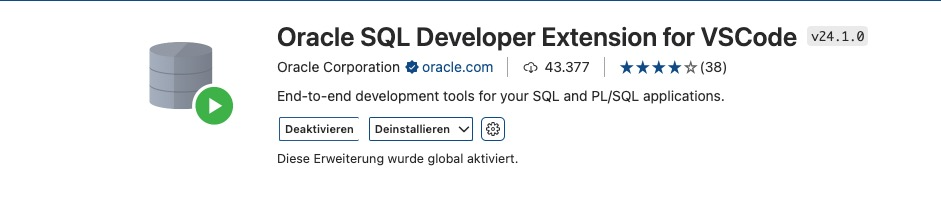 Oracle SQL Developer Extension for VSCode v24.1.0
Oracle Corporation oracle.com 43.377 (38)
End-to-end development tools for your SQL and PL/SQL applications.
Deaktivieren Deinstallieren
Diese Erweiterung wurde global aktiviert.